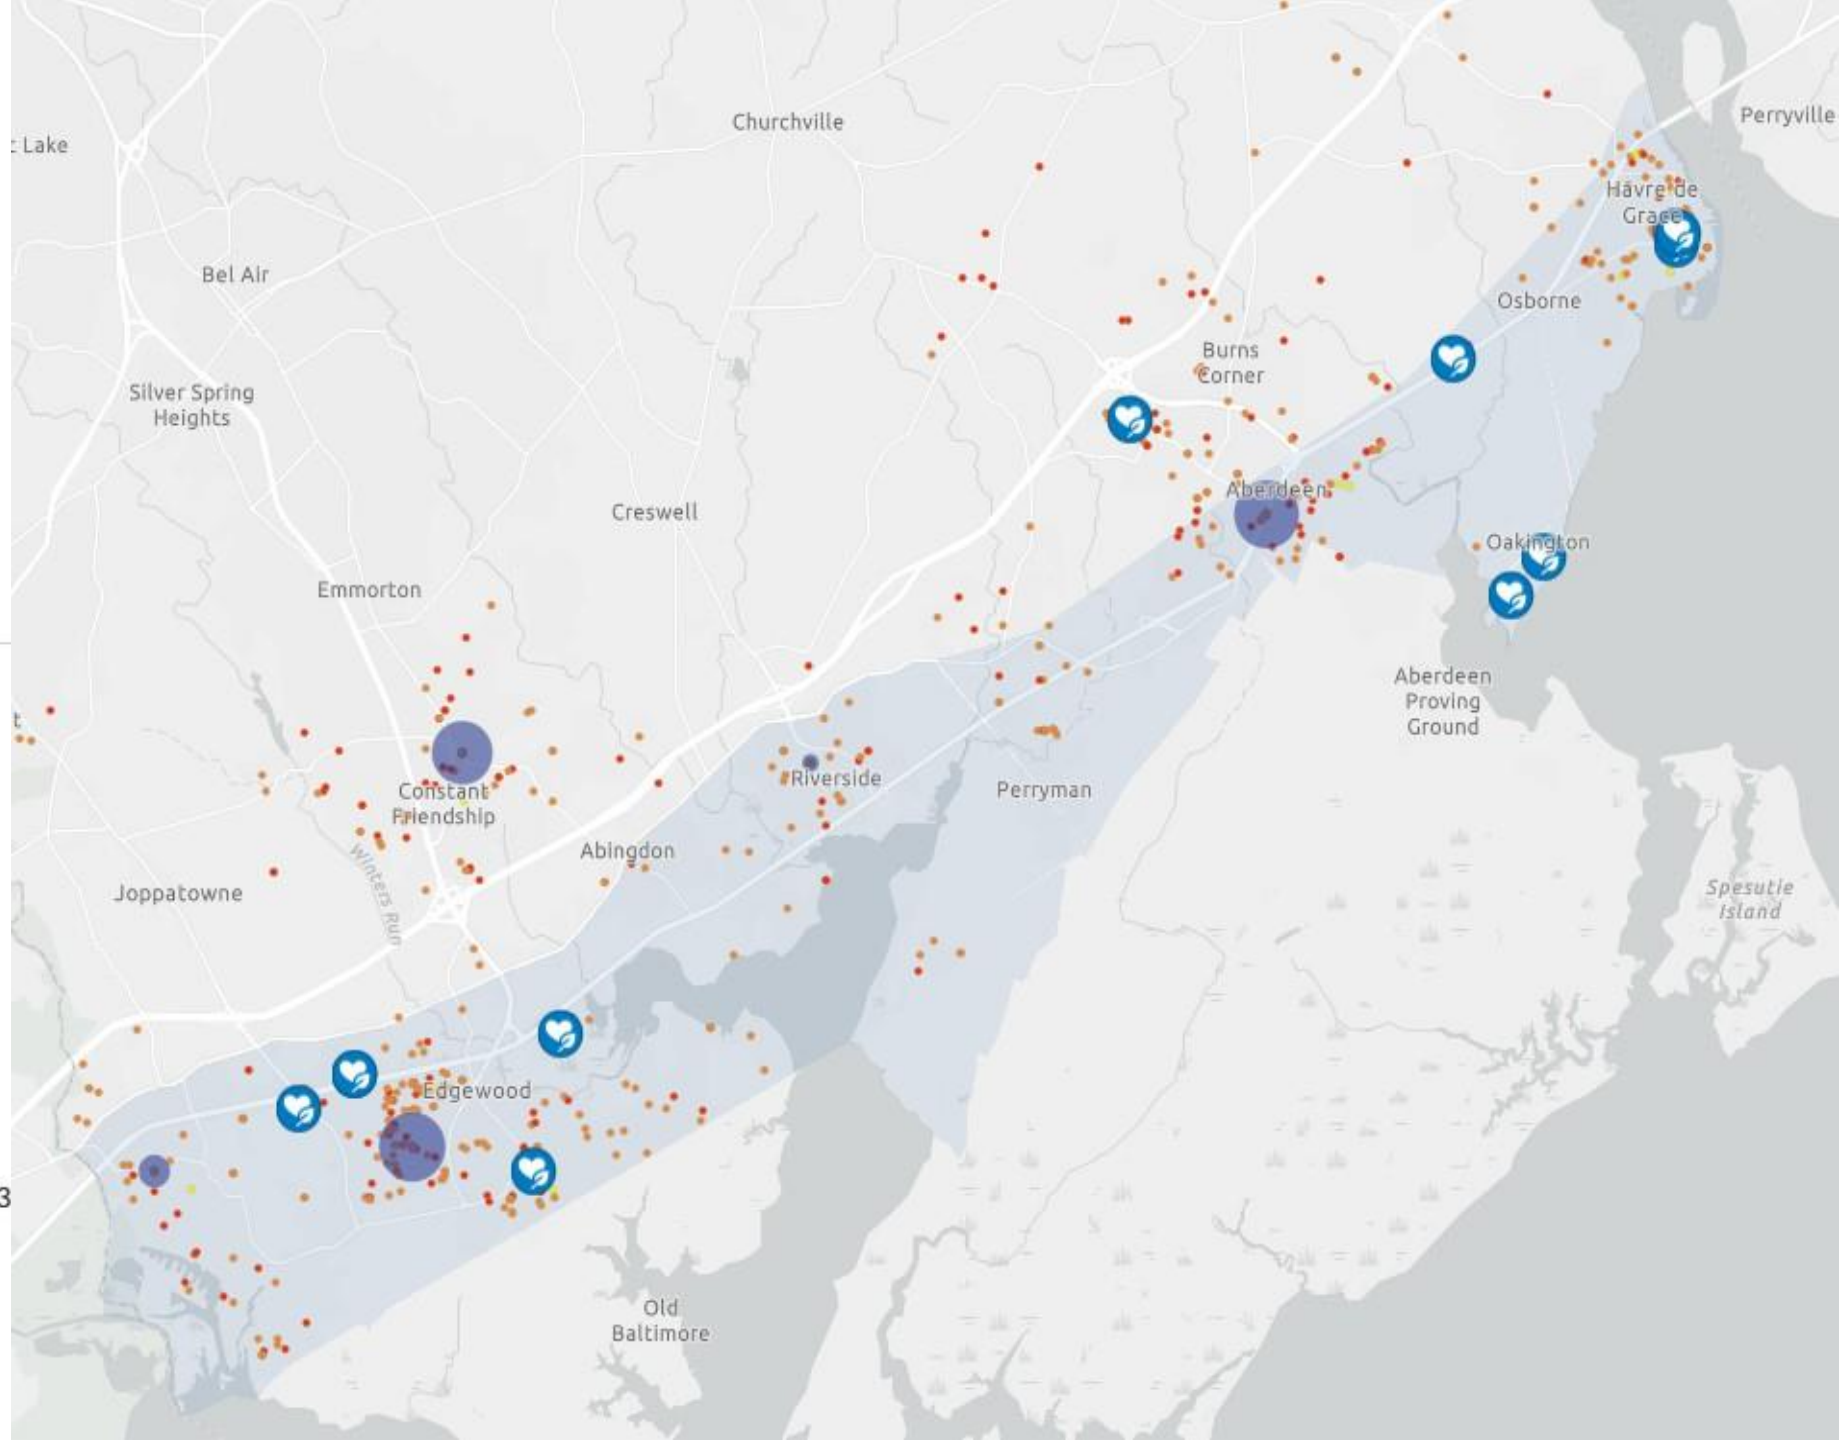 Churchville
Perryville
t Lake
Havre de
Grace
Bel Air
Osborne
Burns
Corner
Silver Spring
Heights
Aberdeen
Creswell
Oakington
Emmorton
Aberdeen
Proving
Ground
t
Riverside
Perryman
Constant
Friendship
Abingdon
Winters Run
Joppatowne
Spesutie
Island
Edgewood
3
Old
Baltimore